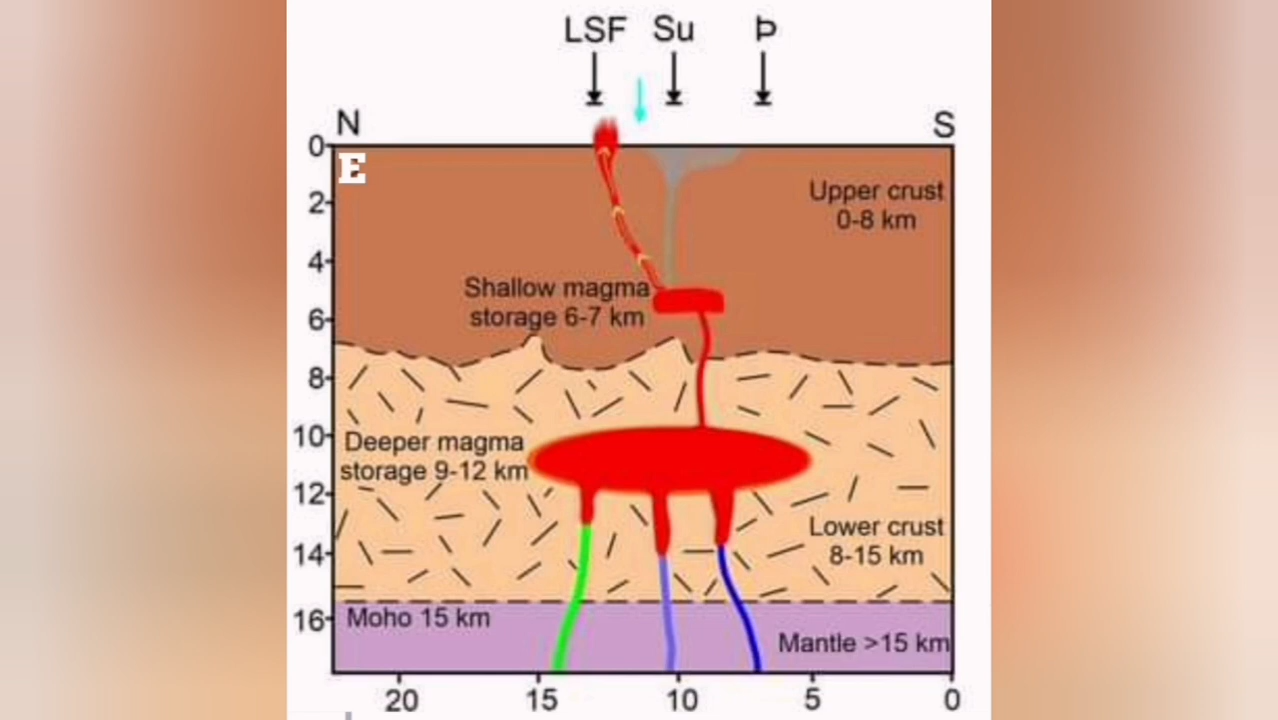 LSF Su Þ
N S
0
E
Upper crust
0-8 km
2
4
Shallow magma
storage 6-7 km
6
8
10
Deeper magma
storage 9-12 km
12
Lower crust
8-15 km
14
16
Moho 15 km
Mantle >15 km
20 15 10 5 0